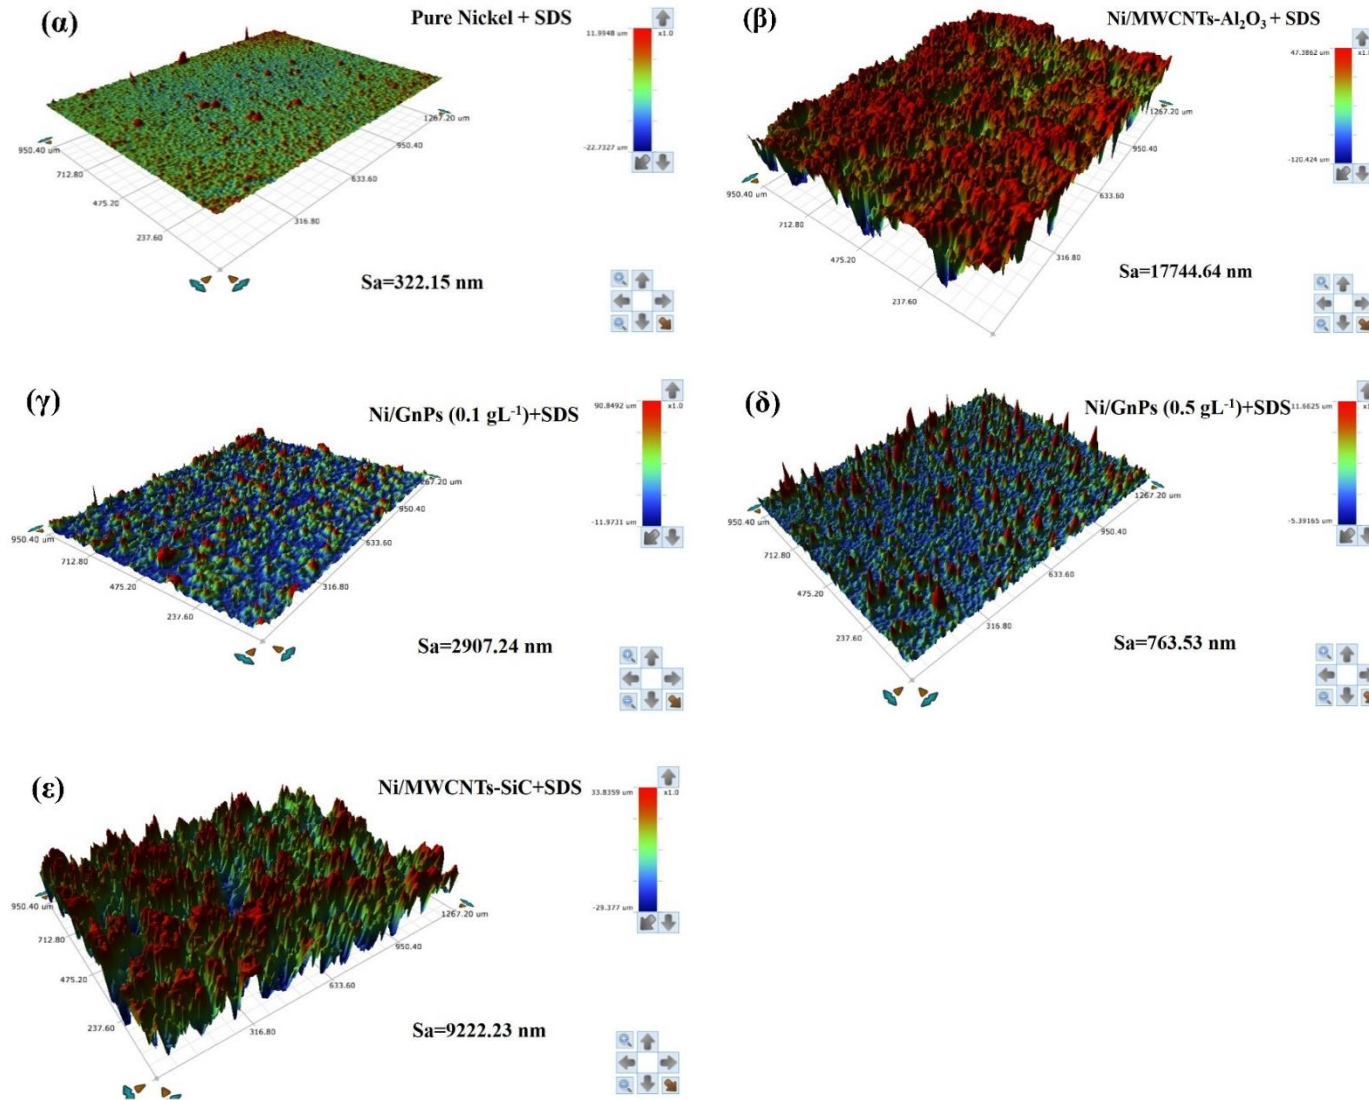 (α)
Pure Nickel + SDS
11.9948 um
x1.0
-22.7327 um
1267.20 um
950.40
633.60
316.80
950.40 um
712.80
475.20
237.60
Sa=322.15 nm
(β)
Ni/MWCNTs-Al₂O₃ + SDS
47.3862 um
-120.424 um
1267.20 um
950.40
633.60
316.80
950.40 um
712.80
475.20
237.60
Sa=17744.64 nm
(γ)
Ni/GnPs (0.1 gL⁻¹)+SDS
90.8492 um
x1.0
-11.9731 um
950.40
633.60
316.80
950.40 um
712.80
475.20
237.60
Sa=2907.24 nm
(δ)
Ni/GnPs (0.5 gL⁻¹)+SDS
11.6625 um
-5.39165 um
1267.20 um
950.40
633.60
316.80
950.40 um
712.80
475.20
237.60
Sa=763.53 nm
(ε)
Ni/MWCNTs-SiC+SDS
33.8359 um
x1.0
-29.377 um
1267.20 um
950.40
633.60
316.80
950.40 um
712.80
475.20
237.60
Sa=9222.23 nm